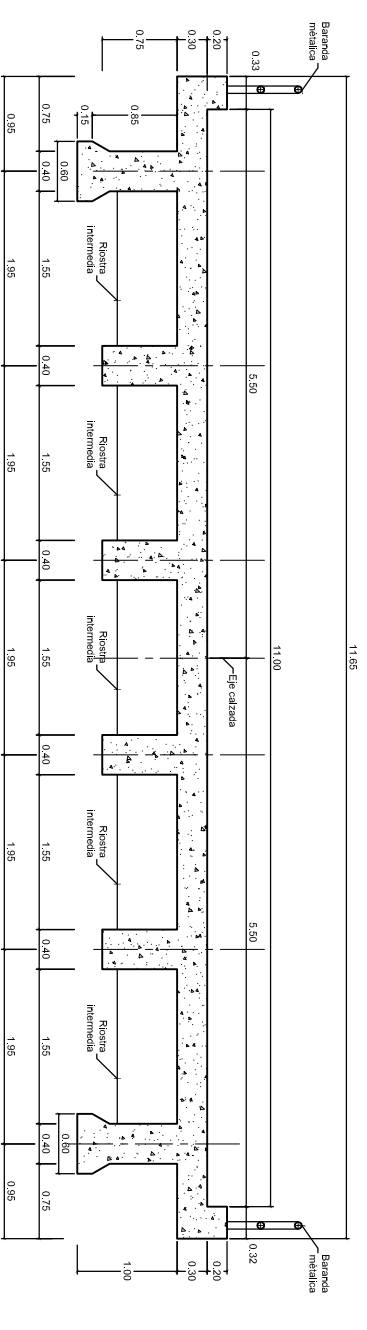 11.65
Baranda
métalica
Baranda
métalica
11.00
0.33
5.50
5.50
0.32
Eje calzada
0.20
0.30
0.75
0.20
0.30
1.00
0.85
0.15
Riostra
intermedia
Riostra
intermedia
Riostra
intermedia
Riostra
intermedia
Riostra
intermedia
0.60
0.60
0.75
0.40
1.55
0.40
1.55
0.40
1.55
0.40
1.55
0.40
1.55
0.40
0.75
0.95
1.95
1.95
1.95
1.95
1.95
0.95